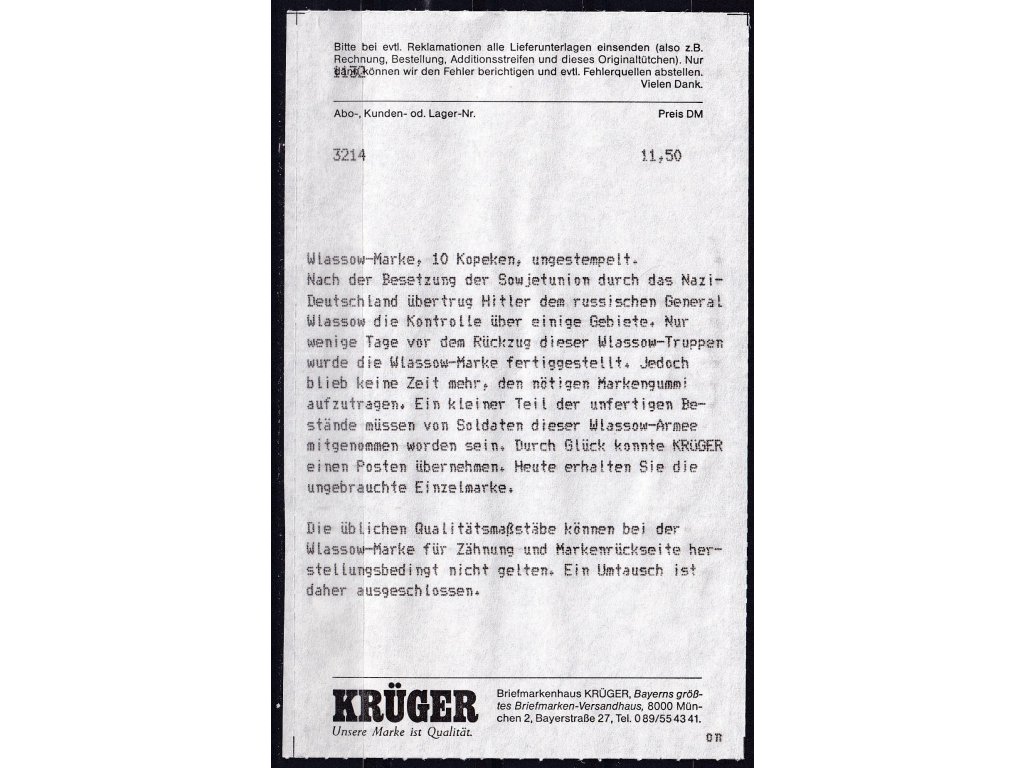 Bitte bei evtl. Reklamationen alle Lieferunterlagen einsenden (also z.B.
Rechnung, Bestellung, Additionsstreifen und dieses Originaltütchen). Nur
können wir den Fehler berichtigen und evtl. Fehlerquellen abstellen.
1132
Vielen Dank.
Abo-, Kunden- od. Lager-Nr. Preis DM
3214 11,50
Wlassow-Marke, 10 Kopeken, ungestempelt.
Nach der Besetzung der Sowjetunion durch das Nazi-
Deutschland übertrug Hitler dem russischen General
Wlassow die Kontrolle über einige Gebiete. Nur
wenige Tage vor dem Rückzug dieser Wlassow-Truppen
wurde die Wlassow-Marke fertiggestellt. Jedoch
blieb keine Zeit mehr, den nötigen Markengummi
aufzutragen. Ein kleiner Teil der unfertigen Be-
stände müssen von Soldaten dieser Wlassow-Armee
mitgenommen worden sein. Durch Glück konnte KRÜGER
einen Posten übernehmen. Heute erhalten Sie die
ungebrauchte Einzelmarke.
Die üblichen Qualitätsmaßstäbe können bei der
Wlassow-Marke für Zähnung und Markenrückseite her-
stellungsbedingt nicht gelten. Ein Umtausch ist
daher ausgeschlossen.
KRÜGER
Unsere Marke ist Qualität.
Briefmarkenhaus KRÜGER, Bayerns größ-
tes Briefmarken-Versandhaus, 8000 Mün-
chen 2, Bayerstraße 27, Tel. 0 89/55 43 41.